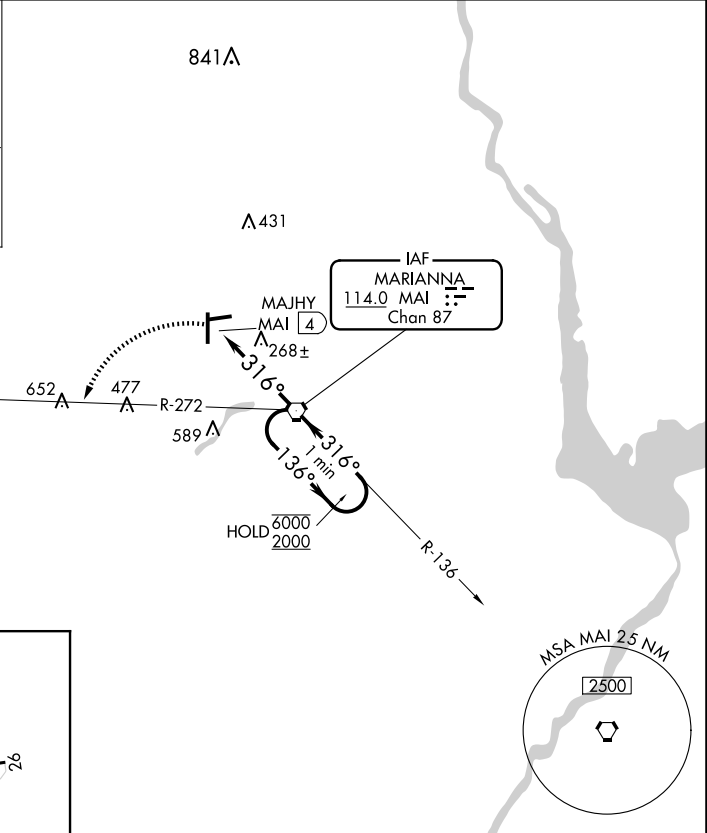 841
431
IAF
MARIANNA
114.0 MAI
Chan 87
MAJHY
MAI 4
268±
316°
652
477
R-272
589
316°
1 min
136°
HOLD 6000
2000
R-136
MSA MAI 25 NM
2500
26